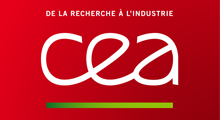 DE LA RECHERCHE À L'INDUSTRIE
cea